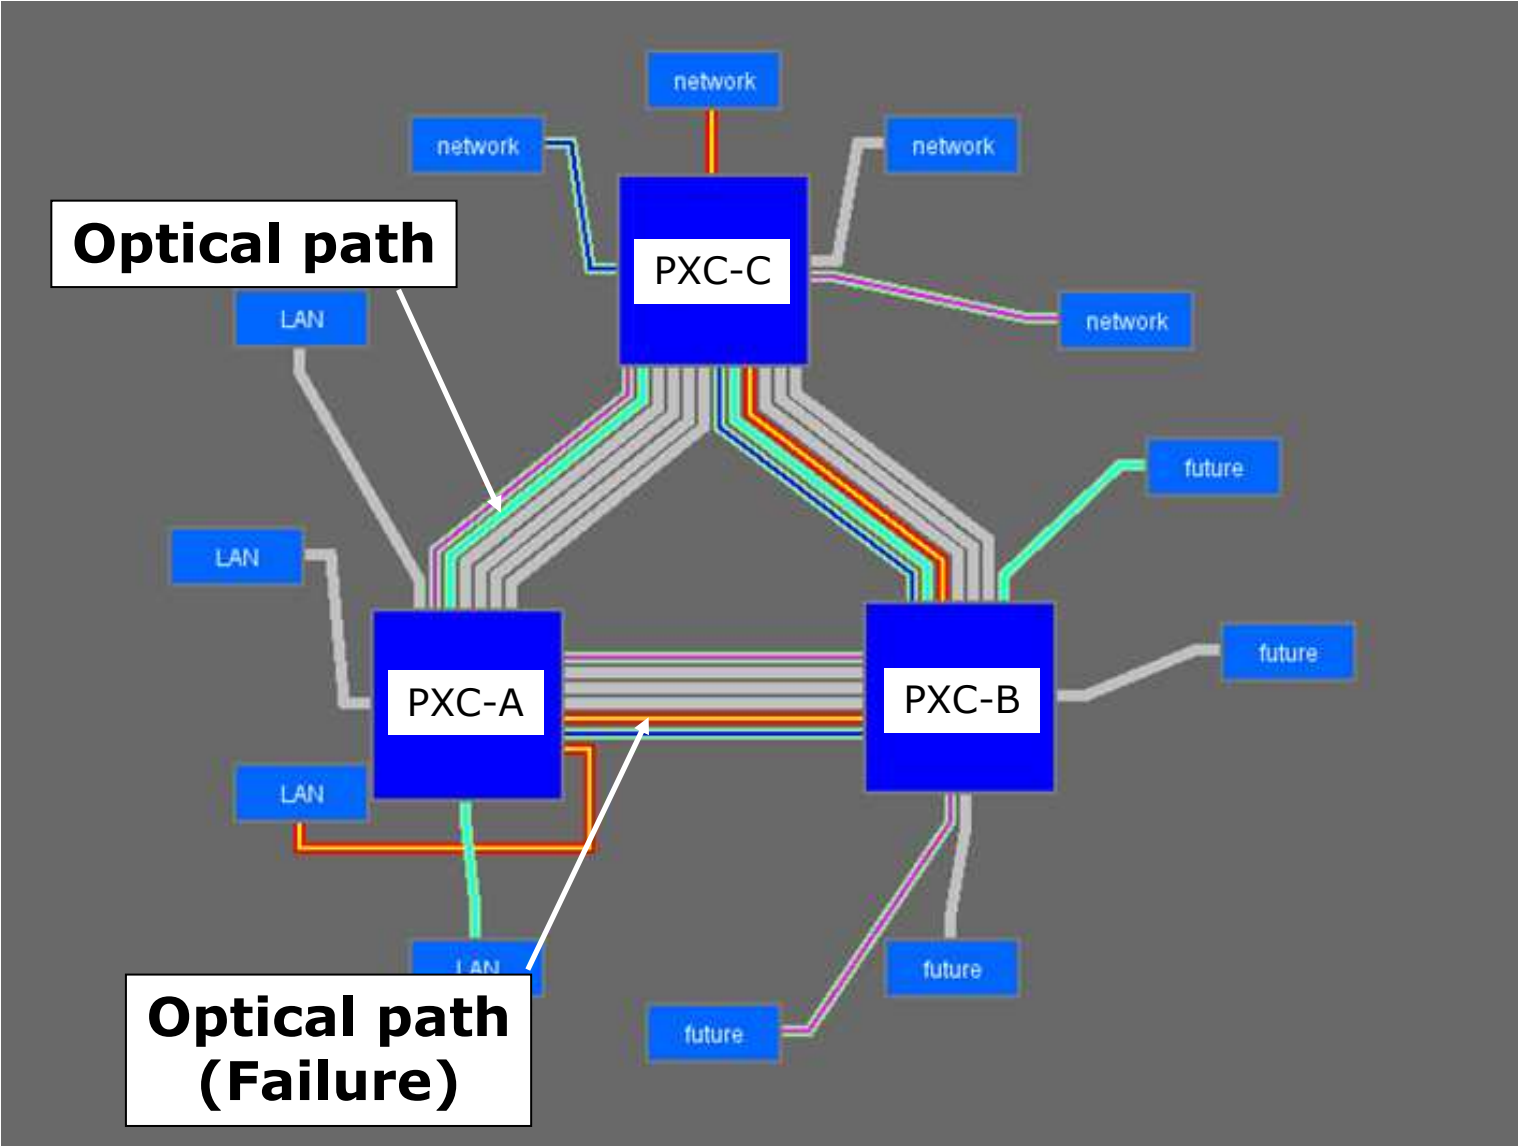 network
network
network
Optical path
PXC-C
LAN
network
future
LAN
future
PXC-A
PXC-B
LAN
LAN
future
Optical path
(Failure)
future